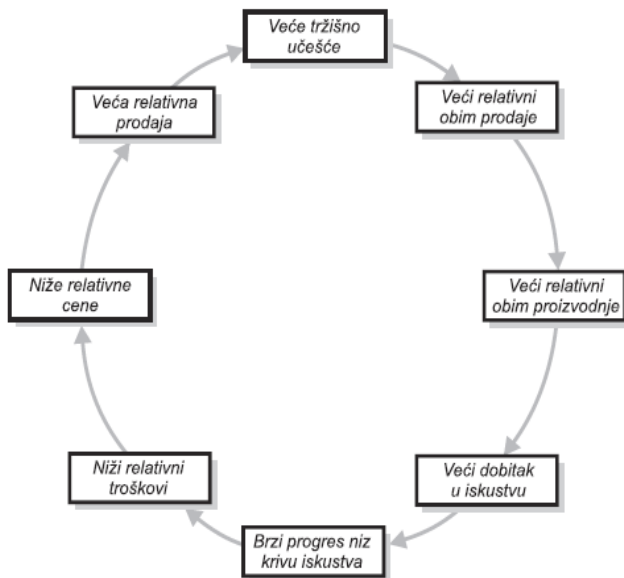 Veće tržišno
učešće
Veći relativni
obim prodaje
Veći relativni
obim proizvodnje
Veći dobitak
u iskustvu
Brzi progres niz
krivu iskustva
Niži relativni
troškovi
Niže relativne
cene
Veća relativna
prodaja